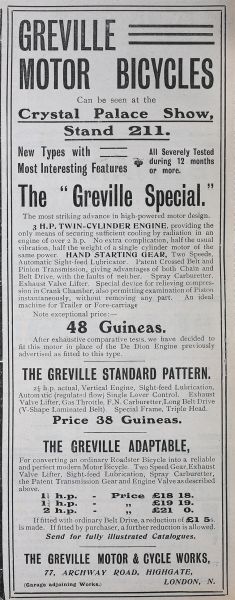 GREVILLE
MOTOR BICYCLES
Can be seen at the
Crystal Palace Show,
Stand 211.
New Types with
Most Interesting Features
All Severely Tested
during 12 months
or more.
The "Greville Special."
The most striking advance in high-powered motor design.
3 H.P. TWIN-CYLINDER ENGINE, providing the
only means of securing sufficient cooling by radiation in an
engine of over 2 h.p. No extra complication, half the usual
vibration, half the weight of a single cylinder motor of the
same power. HAND STARTING GEAR, Two Speeds,
Automatic Sight-feed Lubricator. Patent Crossed Belt and
Pinion Transmission, giving advantages of both Chain and
Belt Drive, with the faults of neither. Spray Carburetter,
Exhaust Valve Lifter. Special device for relieving compres-
sion in Crank Chamber, also permitting examination of Piston
instantaneously, without removing any part. An ideal
machine for Trailer or Fore-carriage
Note exceptional price:—
48 Guineas.
After exhaustive comparative tests, we have decided to
fit this motor in place of the De Dion Engine previously
advertised as fitted to this type.
THE GREVILLE STANDARD PATTERN.
2½ h.p. actual, Vertical Engine, Sight-feed Lubrication,
Automatic (regulated flow) Single Lover Control. Exhaust
Valve Lifter, Gas Throttle, F.N. Carburetter, Long Belt Drive
(V-Shape Laminated Belt). Special Frame, Triple Head.
Price 38 Guineas.
THE GREVILLE ADAPTABLE,
For converting an ordinary Roadster Bicycle into a reliable
and perfect modern Motor Bicycle. Two Speed Gear, Exhaust
Valve Lifter, Sight-feed Lubrication, Spray Carburetter,
the Patent Transmission Gear and Engine Valve as described
above.
h.p. - Price £18 18.
h.p. - " £19 19.
2 h.p. - " £21 0.
If fitted with ordinary Belt Drive, a reduction of £1 5s.
is made. If fitted by purchaser, a further reduction is allowed.
Send for fully illustrated Catalogues.
THE GREVILLE MOTOR & CYCLE WORKS,
77, ARCHWAY ROAD, HIGHGATE,
(Garage adjoining Works.) LONDON, N.